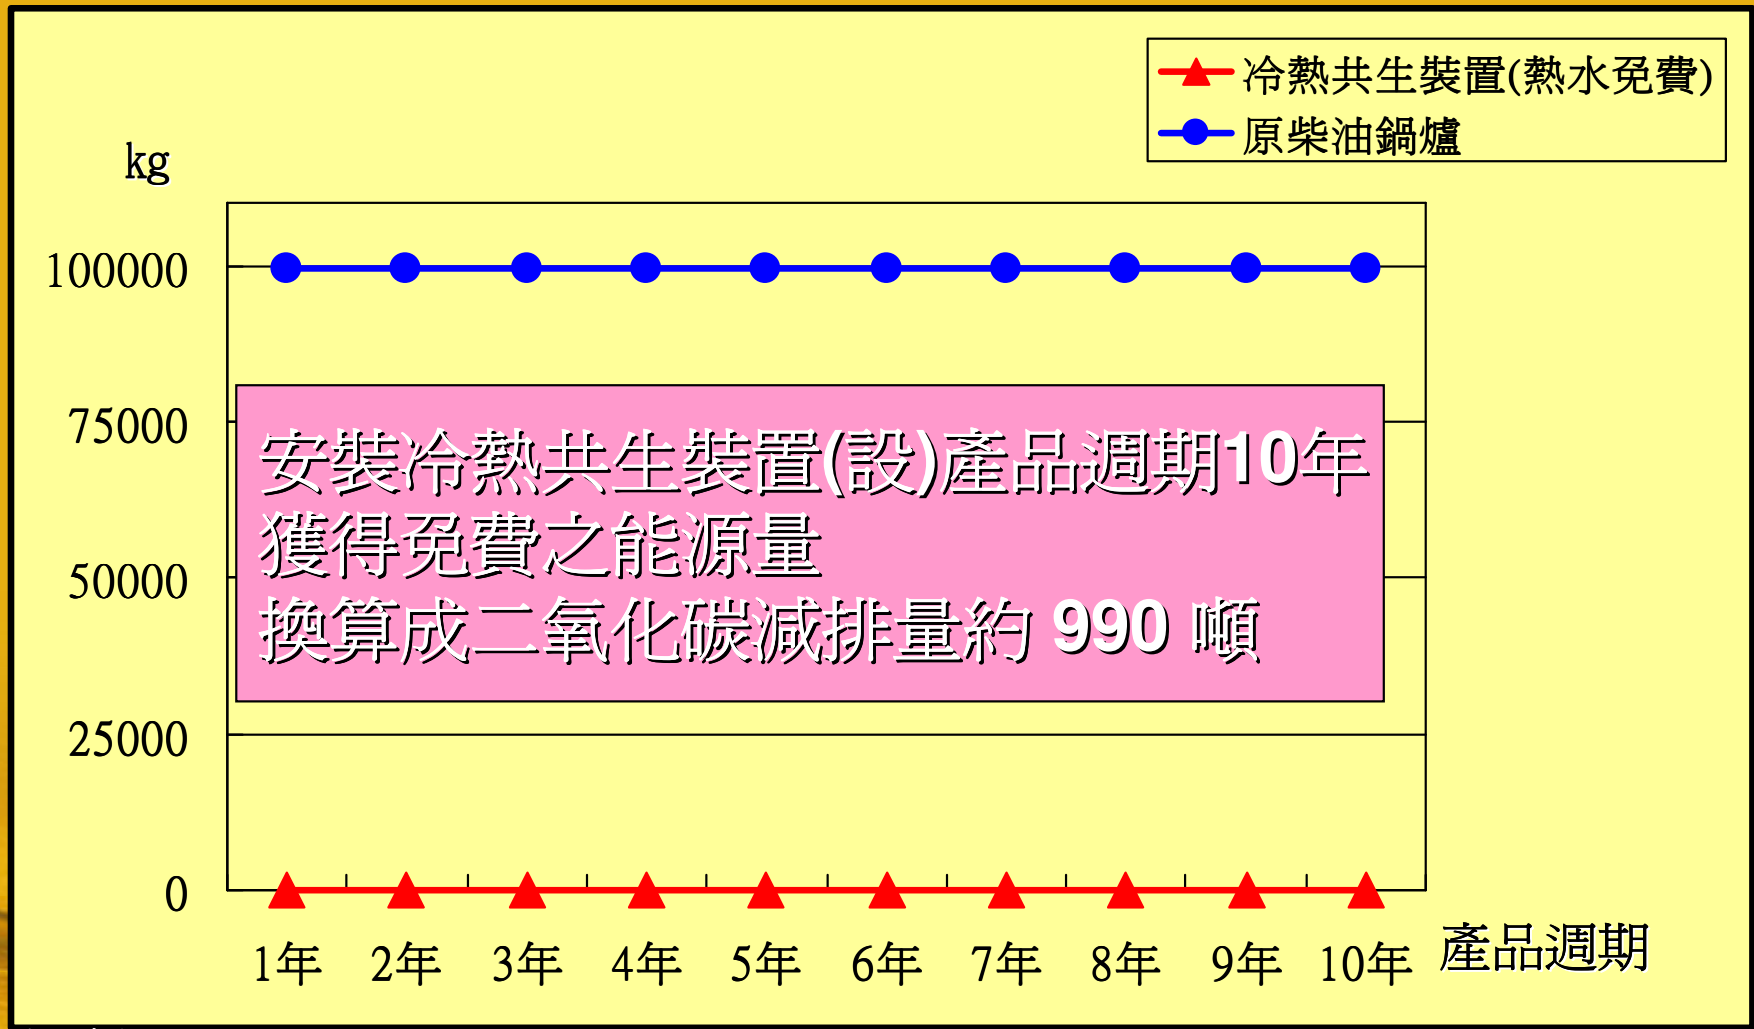 冷熱共生裝置(熱水免費)
原柴油鍋爐
kg
100000
75000
50000
25000
0
安裝冷熱共生裝置(設)產品週期10年
獲得免費之能源量
換算成二氧化碳減排量約 990 噸
1年 2年 3年 4年 5年 6年 7年 8年 9年 10年
產品週期